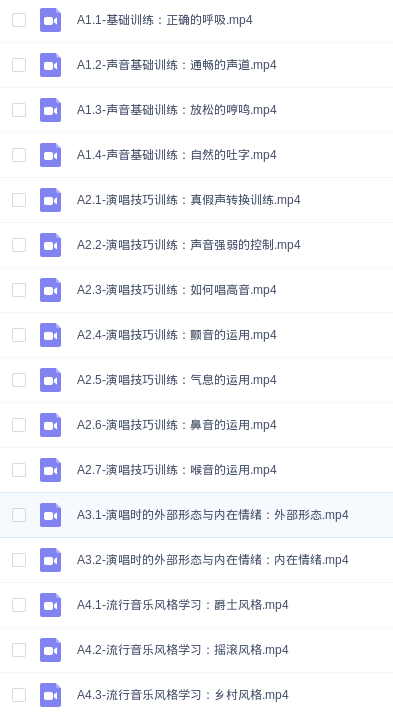 A1.1-基础训练：正确的呼吸.mp4
A1.2-声音基础训练：通畅的声道.mp4
A1.3-声音基础训练：放松的哼鸣.mp4
A1.4-声音基础训练：自然的吐字.mp4
A2.1-演唱技巧训练：真假声转换训练.mp4
A2.2-演唱技巧训练：声音强弱的控制.mp4
A2.3-演唱技巧训练：如何唱高音.mp4
A2.4-演唱技巧训练：颤音的运用.mp4
A2.5-演唱技巧训练：气息的运用.mp4
A2.6-演唱技巧训练：鼻音的运用.mp4
A2.7-演唱技巧训练：喉音的运用.mp4
A3.1-演唱时的外部形态与内在情绪：外部形态.mp4
A3.2-演唱时的外部形态与内在情绪：内在情绪.mp4
A4.1-流行音乐风格学习：爵士风格.mp4
A4.2-流行音乐风格学习：摇滚风格.mp4
A4.3-流行音乐风格学习：乡村风格.mp4